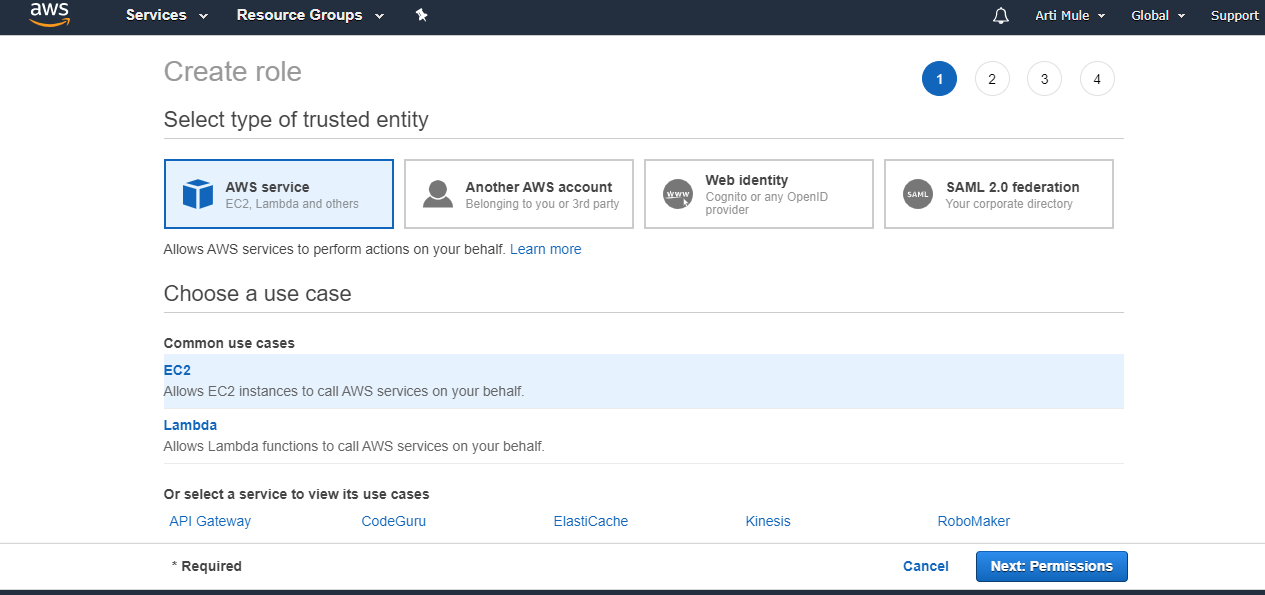 aws Services Resource Groups Arti Mule Global Support
Create role
1 2 3 4
Select type of trusted entity
AWS service
EC2, Lambda and others
Another AWS account
Belonging to you or 3rd party
WWW
Web identity
Cognito or any OpenID
provider
SAML
SAML 2.0 federation
Your corporate directory
Allows AWS services to perform actions on your behalf. Learn more
Choose a use case
Common use cases
EC2
Allows EC2 instances to call AWS services on your behalf.
Lambda
Allows Lambda functions to call AWS services on your behalf.
Or select a service to view its use cases
API Gateway CodeGuru ElastiCache Kinesis RoboMaker
* Required Cancel Next: Permissions